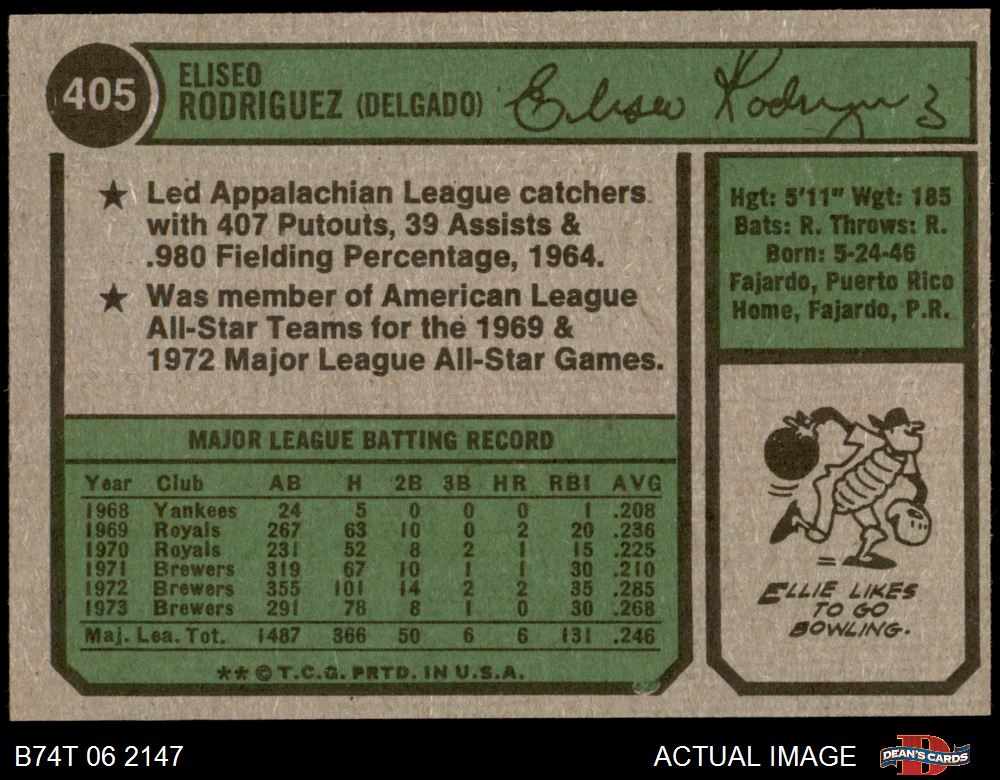 405
ELISEO
RODRIGUEZ (DELGADO)
Eliseo Rodriguez
★ Led Appalachian League catchers
with 407 Putouts, 39 Assists &
.980 Fielding Percentage, 1964.
★ Was member of American League
All-Star Teams for the 1969 &
1972 Major League All-Star Games.
Hgt: 5'11" Wgt: 185
Bats: R. Throws: R.
Born: 5-24-46
Fajardo, Puerto Rico
Home, Fajardo, P.R.
MAJOR LEAGUE BATTING RECORD
Year Club AB H 2B 3B HR RBI AVG
1968 Yankees 24 5 0 0 0 1 .208
1969 Royals 267 63 10 0 2 20 .236
1970 Royals 231 52 8 2 1 15 .225
1971 Brewers 319 67 10 1 1 30 .210
1972 Brewers 355 101 14 2 2 35 .285
1973 Brewers 291 78 8 1 0 30 .268
Maj. Lea. Tot. 1487 366 50 6 6 131 .246
**© T.C.G. PRTD. IN U.S.A.
ELLIE LIKES
TO GO
BOWLING.
B74T 06 2147
ACTUAL IMAGE
DEAN'S CARDS